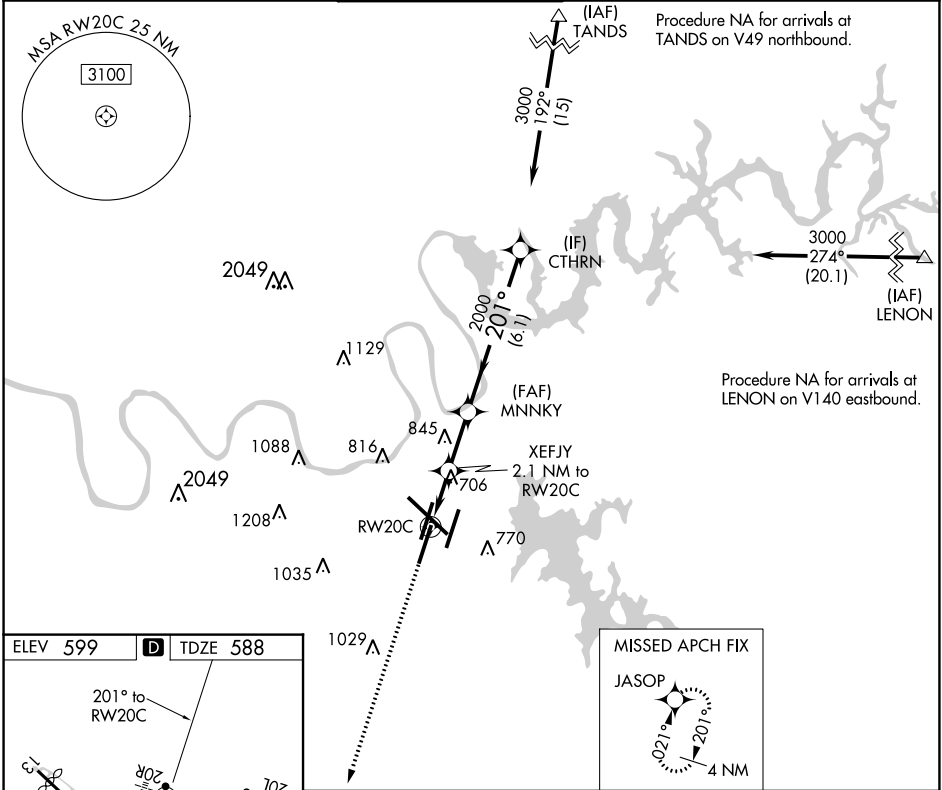 MSA RW20C 25 NM
3100
(IAF)
TANDS
Procedure NA for arrivals at
TANDS on V49 northbound.
3000
192°
(15)
(IF)
CTHRN
3000
274°
(20.1)
(IAF)
LENON
2049
2000
201°
(6.1)
1129
Procedure NA for arrivals at
LENON on V140 eastbound.
(FAF)
MNNKY
845
1088
816
XEFJY
2.1 NM to
RW20C
706
2049
1208
RW20C
770
1035
1029
ELEV 599
D
TDZE 588
201° to
RW20C
13
20R
20L
MISSED APCH FIX
JASOP
021°
201°
4 NM